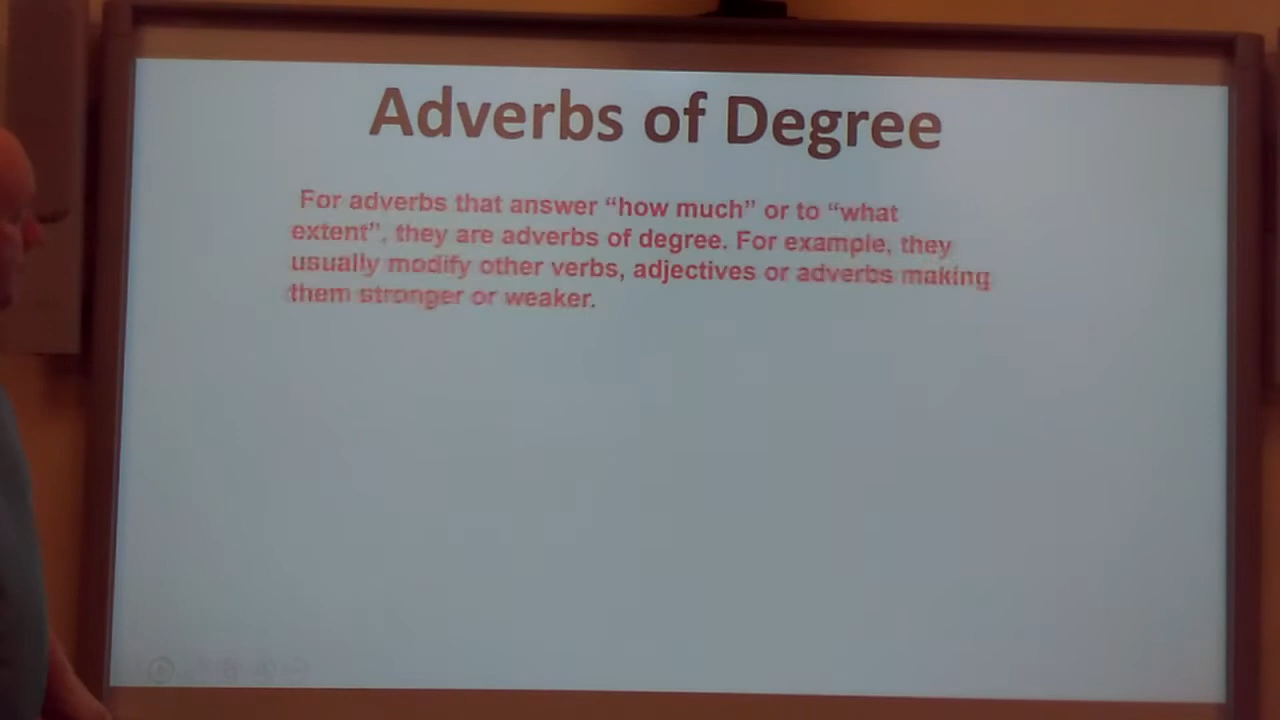 Adverbs of Degree
For adverbs that answer “how much” or to “what
extent”, they are adverbs of degree. For example, they
usually modify other verbs, adjectives or adverbs making
them stronger or weaker.